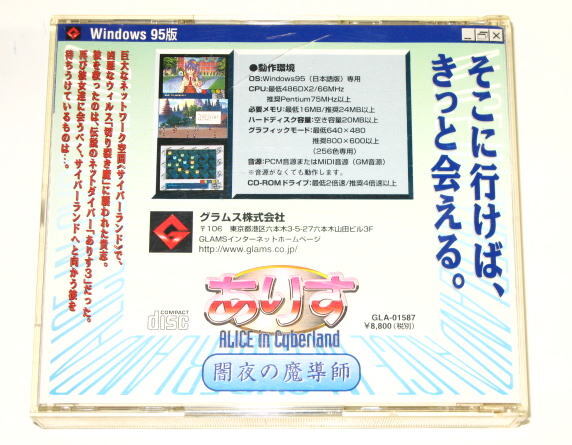 Windows 95版
そこに行けば、
きっと会える。
巨大なネットワーク空間《サイバーランド》で、
凶悪なウィルス「切り裂き魔」に襲われた貴志。
彼を救ったのは、伝説のネットダイバー「ありす3」だった。
再び彼女達に会うべく、サイバーランドへと向かう彼を
待ちうけているものは…。
●動作環境
OS:Windows95（日本語版）専用
CPU:最低486DX2/66MHz
推奨Pentium75MHz以上
必要メモリ:最低16MB/推奨24MB以上
ハードディスク容量:空き容量20MB以上
グラフィックモード:最低640×480
推奨800×600以上
（256色専用）
音源:PCM音源またはMIDI音源（GM音源）
※音源がなくても動作します。
CD-ROMドライブ:最低2倍速/推奨4倍速以上
グラムス株式会社
〒106 東京都港区六本木3-5-27六本木山田ビル3F
GLAMSインターネットホームページ
http://www.glams.co.jp/
COMPACT
disc
ありす
ALICE in Cyberland
闇夜の魔導師
GLA-01587
¥8,800（税別）